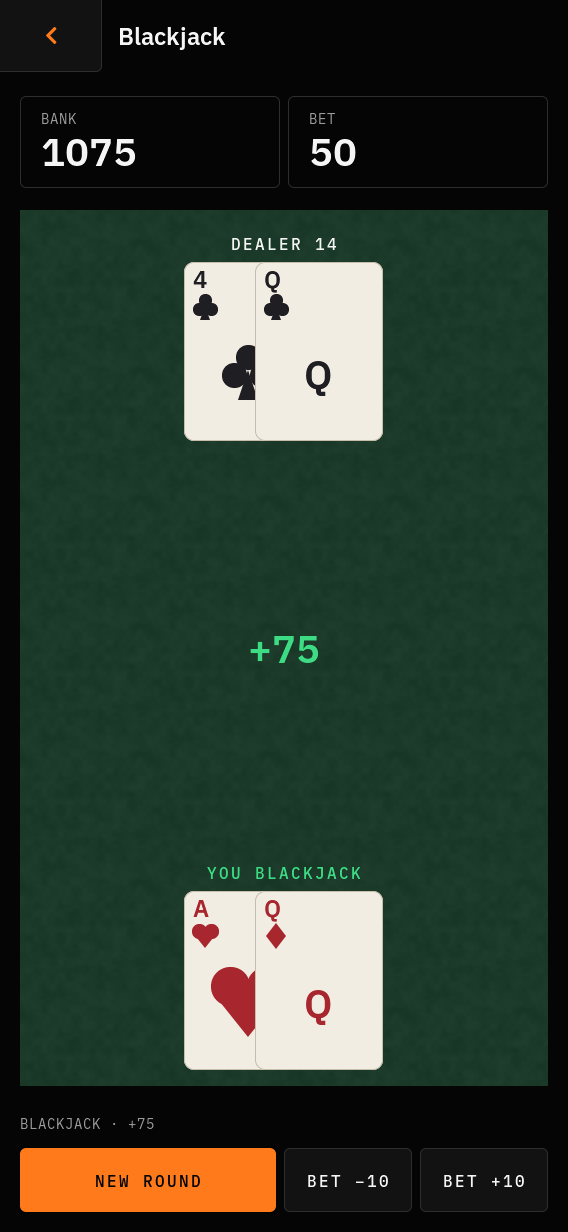 Blackjack
BANK
1075
BET
50
DEALER 14
4
Q
Q
+75
YOU BLACKJACK
A
Q
Q
BLACKJACK · +75
NEW ROUND
BET −10
BET +10